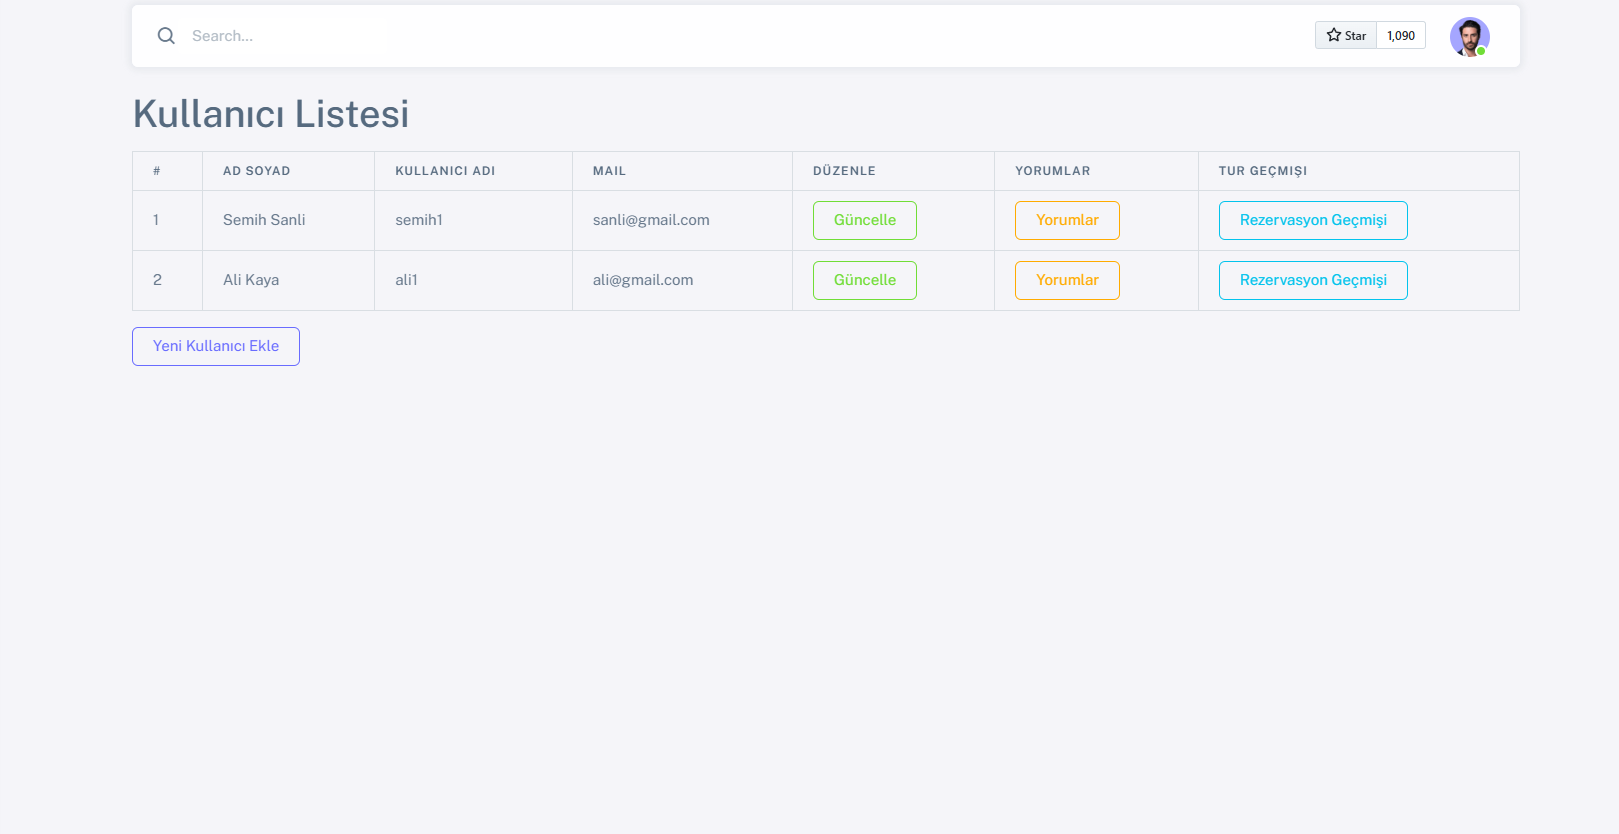 Search... Star 1,090
Kullanıcı Listesi
# AD SOYAD KULLANICI ADI MAIL DÜZENLE YORUMLAR TUR GEÇMIŞI
1 Semih Sanli semih1 sanli@gmail.com Güncelle Yorumlar Rezervasyon Geçmişi
2 Ali Kaya ali1 ali@gmail.com Güncelle Yorumlar Rezervasyon Geçmişi
Yeni Kullanıcı Ekle